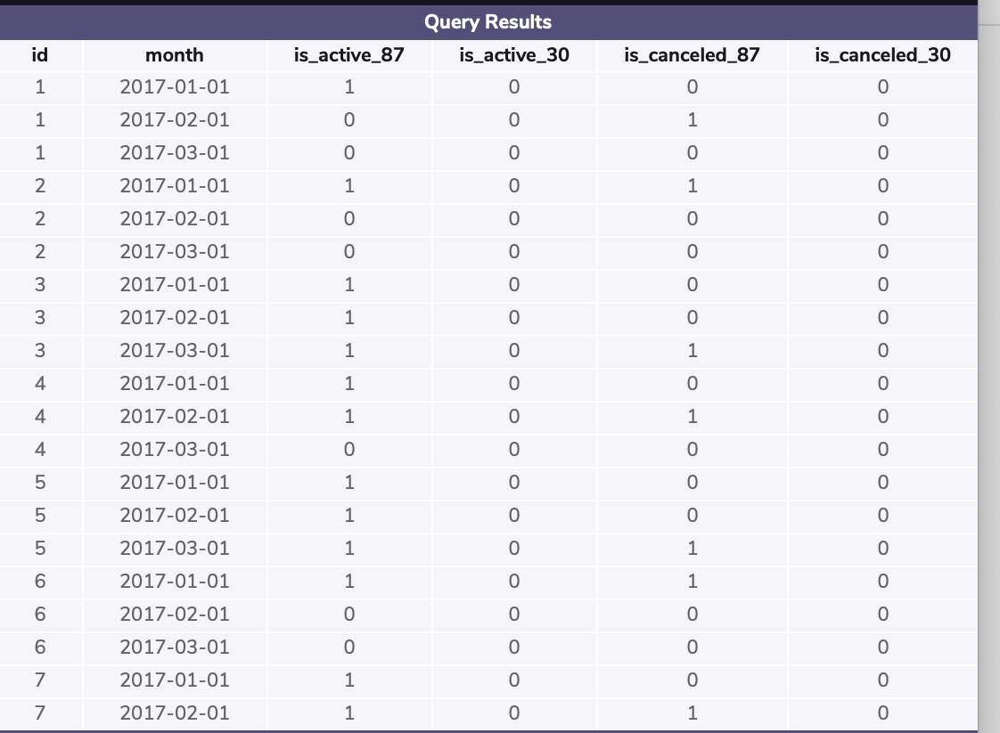 Query Results
id month is_active_87 is_active_30 is_canceled_87 is_canceled_30
1 2017-01-01 1 0 0 0
1 2017-02-01 0 0 1 0
1 2017-03-01 0 0 0 0
2 2017-01-01 1 0 1 0
2 2017-02-01 0 0 0 0
2 2017-03-01 0 0 0 0
3 2017-01-01 1 0 0 0
3 2017-02-01 1 0 0 0
3 2017-03-01 1 0 1 0
4 2017-01-01 1 0 0 0
4 2017-02-01 1 0 1 0
4 2017-03-01 0 0 0 0
5 2017-01-01 1 0 0 0
5 2017-02-01 1 0 0 0
5 2017-03-01 1 0 1 0
6 2017-01-01 1 0 1 0
6 2017-02-01 0 0 0 0
6 2017-03-01 0 0 0 0
7 2017-01-01 1 0 0 0
7 2017-02-01 1 0 1 0